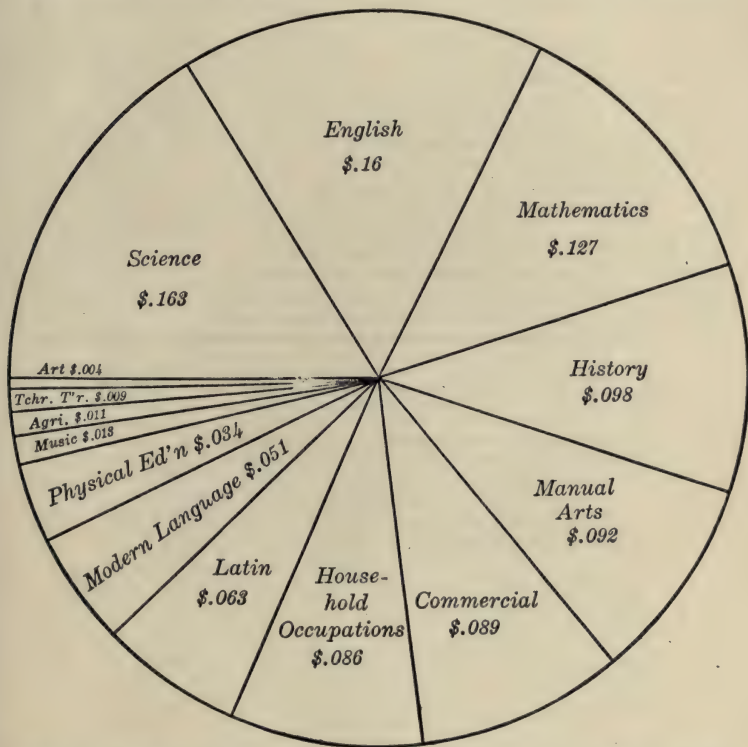 English
$.16
Mathematics
$.127
Science
$.163
History
$.098
Art $.004
Tchr. T'r. $.009
Agri. $.011
Music $.013
Physical Ed'n $.034
Modern Language $.051
Manual
Arts
$.092
Latin
$.063
House-
hold
Occupations
$.086
Commercial
$.089